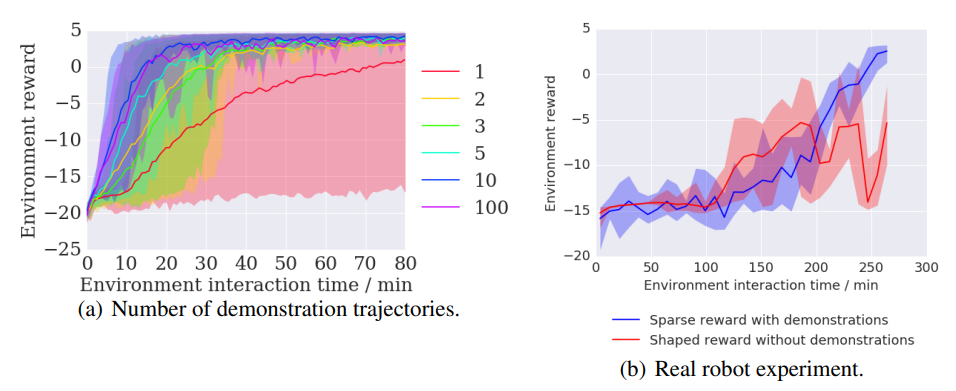 5
0
−5
−10
−15
−20
−25
Environment reward
0 10 20 30 40 50 60 70 80
Environment interaction time / min
1
2
3
5
10
100
(a) Number of demonstration trajectories.
5
0
−5
−10
−15
−20
Environment reward
0 50 100 150 200 250 300
Environment interaction time / min
Sparse reward with demonstrations
Shaped reward without demonstrations
(b) Real robot experiment.